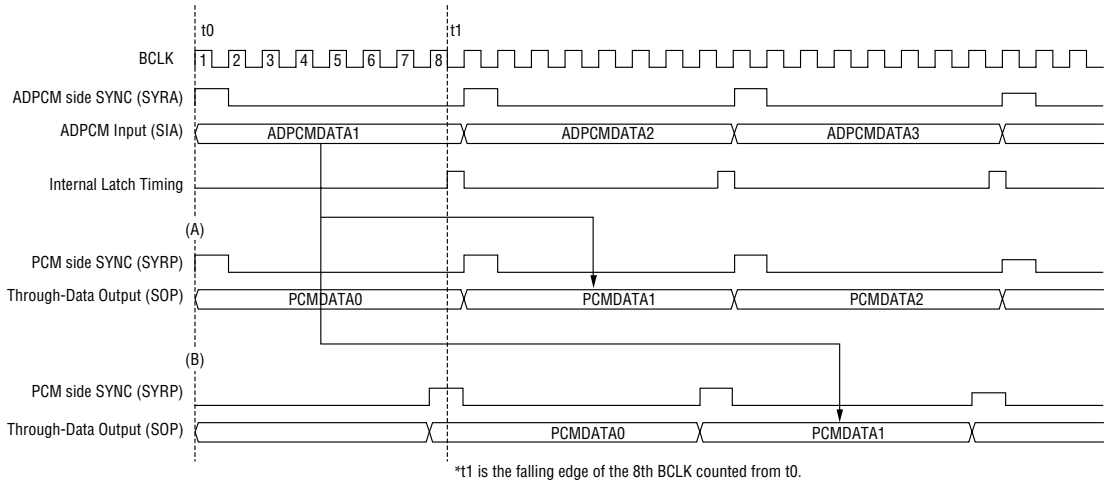 t0 t1
BCLK 1 2 3 4 5 6 7 8
ADPCM side SYNC (SYRA)
ADPCM Input (SIA) ADPCMDATA1 ADPCMDATA2 ADPCMDATA3
Internal Latch Timing
(A)
PCM side SYNC (SYRP)
Through-Data Output (SOP) PCMDATA0 PCMDATA1 PCMDATA2
(B)
PCM side SYNC (SYRP)
Through-Data Output (SOP) PCMDATA0 PCMDATA1
*t1 is the falling edge of the 8th BCLK counted from t0.